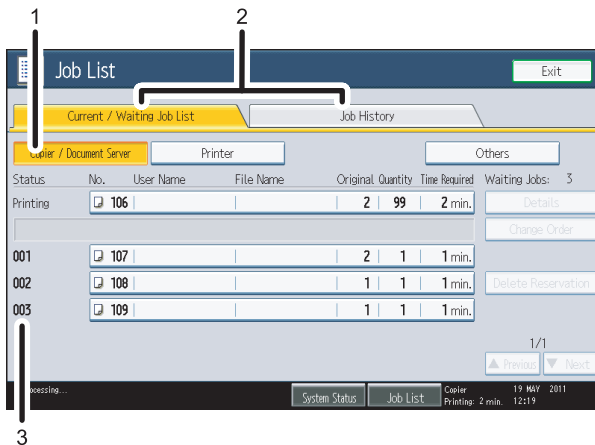 1 2
Job List Exit
Current / Waiting Job List Job History
Copier / Document Server Printer Others
Status No. User Name File Name Original Quantity Time Required Waiting Jobs: 3
Printing 106 2 99 2 min. Details
Change Order
001 107 2 1 1 min.
002 108 1 1 1 min. Delete Reservation
003 109 1 1 1 min.
1/1
▲ Previous ▼ Next
ocessing... System Status Job List Copier 19 MAY 2011
Printing: 2 min. 12:19
3